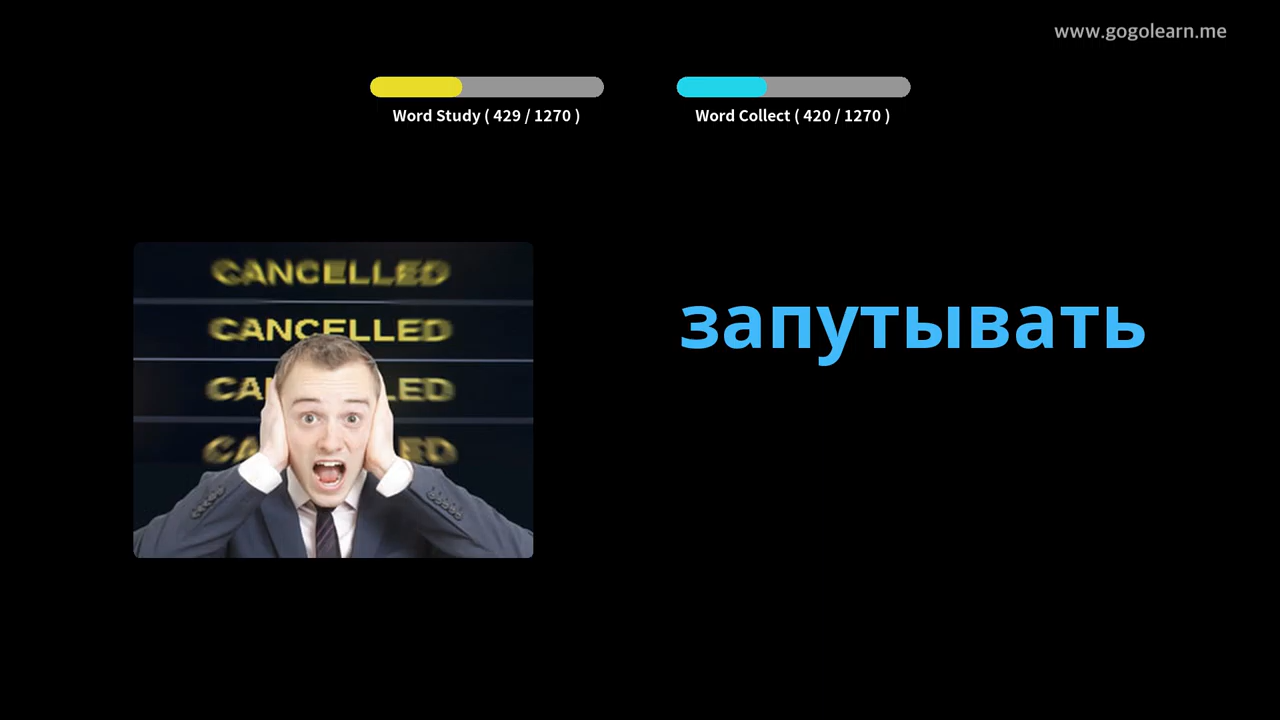 www.gogolearn.me
Word Study ( 429 / 1270 )
Word Collect ( 420 / 1270 )
CANCELLED
CANCELLED
запутывать